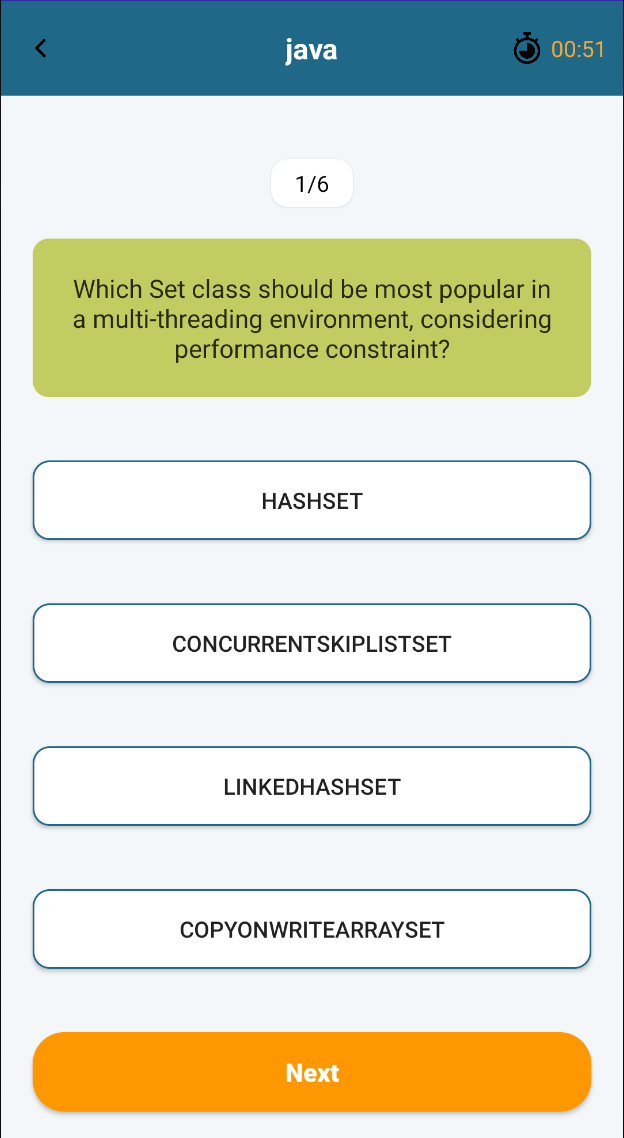 java
00:51
1/6
Which Set class should be most popular in
a multi-threading environment, considering
performance constraint?
HASHSET
CONCURRENTSKIPLISTSET
LINKEDHASHSET
COPYONWRITEARRAYSET
Next